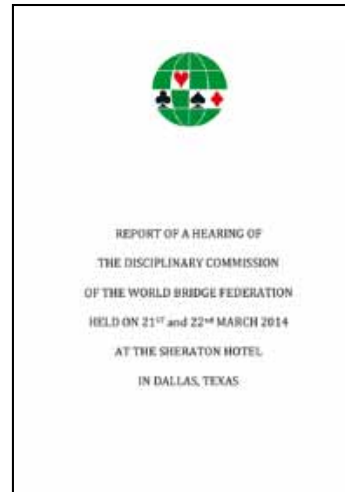 REPORT OF A HEARING OF
THE DISCIPLINARY COMMISSION
OF THE WORLD BRIDGE FEDERATION
HELD ON 21ST and 22nd MARCH 2014
AT THE SHERATON HOTEL
IN DALLAS, TEXAS